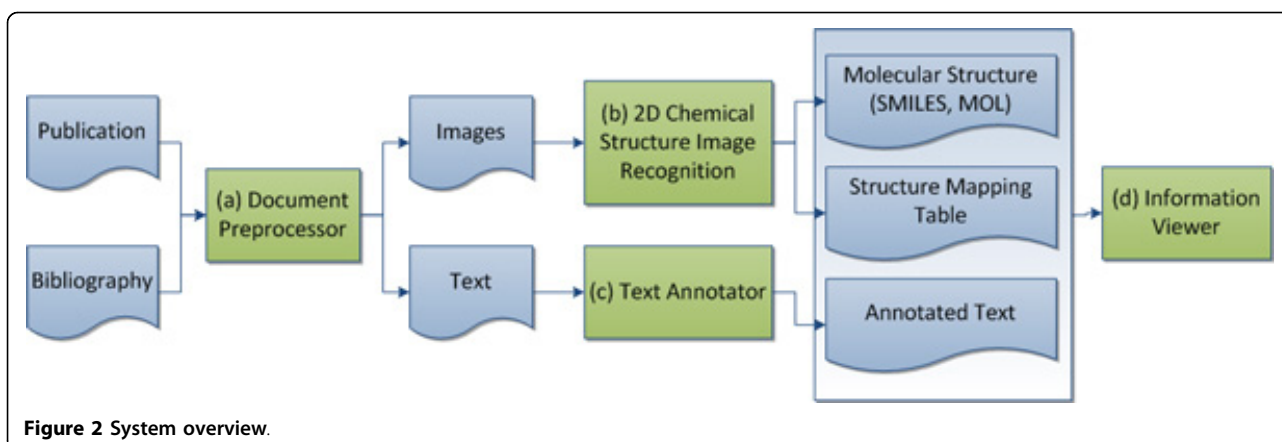 Publication
Bibliography
(a) Document
Preprocessor
Images
Text
(b) 2D Chemical
Structure Image
Recognition
(c) Text Annotator
Molecular Structure
(SMILES, MOL)
Structure Mapping
Table
Annotated Text
(d) Information
Viewer
Figure 2 System overview.